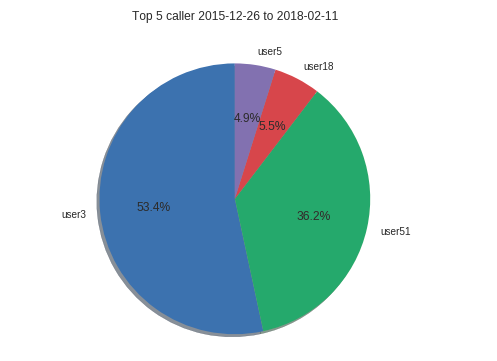 Top 5 caller 2015-12-26 to 2018-02-11
user5
user18
4.9%
5.5%
53.4%
user3
36.2%
user51